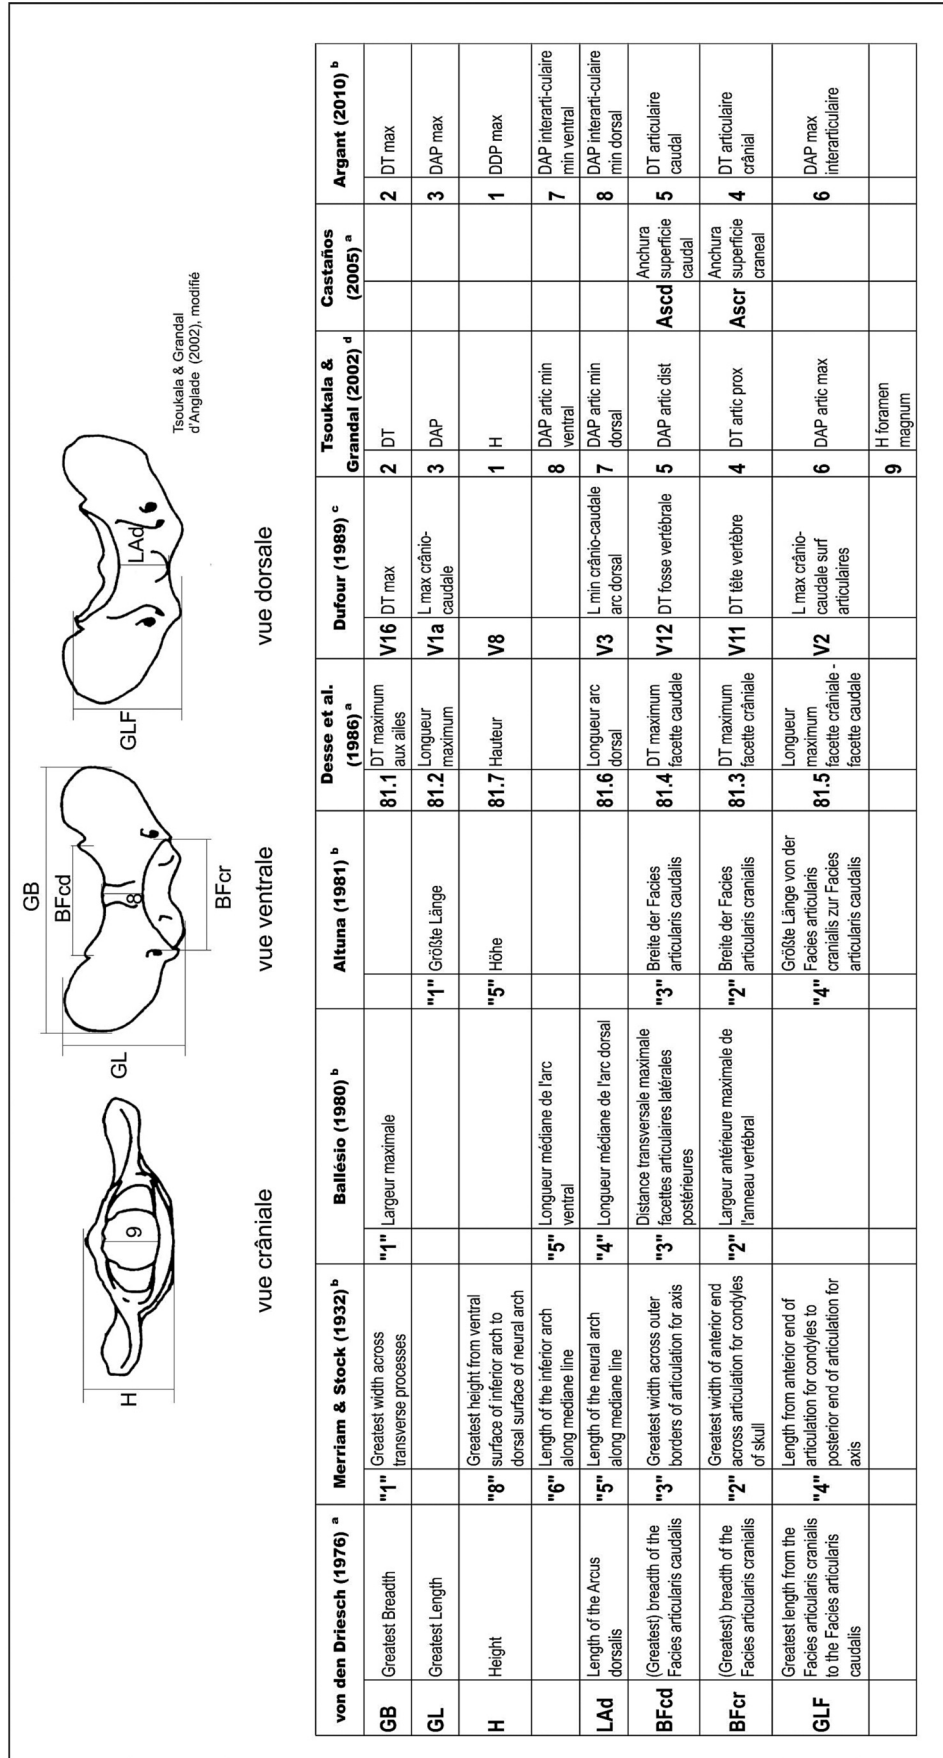 H
9
vue crâniale
GB
BFcd
GL
8
BFcr
vue ventrale
GLF
LAd
vue dorsale
Tsoukala & Grandal
d'Anglade (2002), modifié
von den Driesch (1976) ª
Merriam & Stock (1932) ᵇ
Ballésio (1980) ᵇ
Altuna (1981) ᵇ
Desse et al.
(1986) ª
Dufour (1989) ᶜ
Tsoukala &
Grandal (2002) ᵈ
Castaños
(2005) ª
Argant (2010) ᵇ
GB
Greatest Breadth
"1"
Greatest width across
transverse processes
"1"
Largeur maximale
81.1
DT maximum
aux ailes
V16
DT max
2
DT
2
DT max
GL
Greatest Length
"1"
Größte Länge
81.2
Longueur
maximum
V1a
L max crânio-
caudale
3
DAP
3
DAP max
H
Height
"8"
Greatest height from ventral
surface of inferior arch to
dorsal surface of neural arch
"5"
Höhe
81.7
Hauteur
V8
1
H
1
DDP max
"6"
Length of the inferior arch
along mediane line
"5"
Longueur médiane de l'arc
ventral
8
DAP artic min
ventral
7
DAP interarti-culaire
min ventral
LAd
Length of the Arcus
dorsalis
"5"
Length of the neural arch
along mediane line
"4"
Longueur médiane de l'arc dorsal
81.6
Longueur arc
dorsal
V3
L min crânio-caudale
arc dorsal
7
DAP artic min
dorsal
8
DAP interarti-culaire
min dorsal
BFcd
(Greatest) breadth of the
Facies articularis caudalis
"3"
Greatest width across outer
borders of articulation for axis
"3"
Distance transversale maximale
facettes articulaires latérales
postérieures
"3"
Breite der Facies
articularis caudalis
81.4
DT maximum
facette caudale
V12
DT fosse vertébrale
5
DAP artic dist
Ascd
Anchura
superficie
caudal
5
DT articulaire
caudal
BFcr
(Greatest) breadth of the
Facies articularis cranialis
"2"
Greatest width of anterior end
across articulation for condyles
of skull
"2"
Largeur antérieure maximale de
l'anneau vertébral
"2"
Breite der Facies
articularis cranialis
81.3
DT maximum
facette crâniale
V11
DT tête vertèbre
4
DT artic prox
Ascr
Anchura
superficie
craneal
4
DT articulaire
crânial
GLF
Greatest length from the
Facies articularis cranialis
to the Facies articularis
caudalis
"4"
Length from anterior end of
articulation for condyles to
posterior end of articulation for
axis
"4"
Größte Länge von der
Facies articularis
cranialis zur Facies
articularis caudalis
81.5
Longueur
maximum
facette crâniale -
facette caudale
V2
L max crânio-
caudale surf
articulaires
6
DAP artic max
6
DAP max
interarticulaire
9
H foramen
magnum